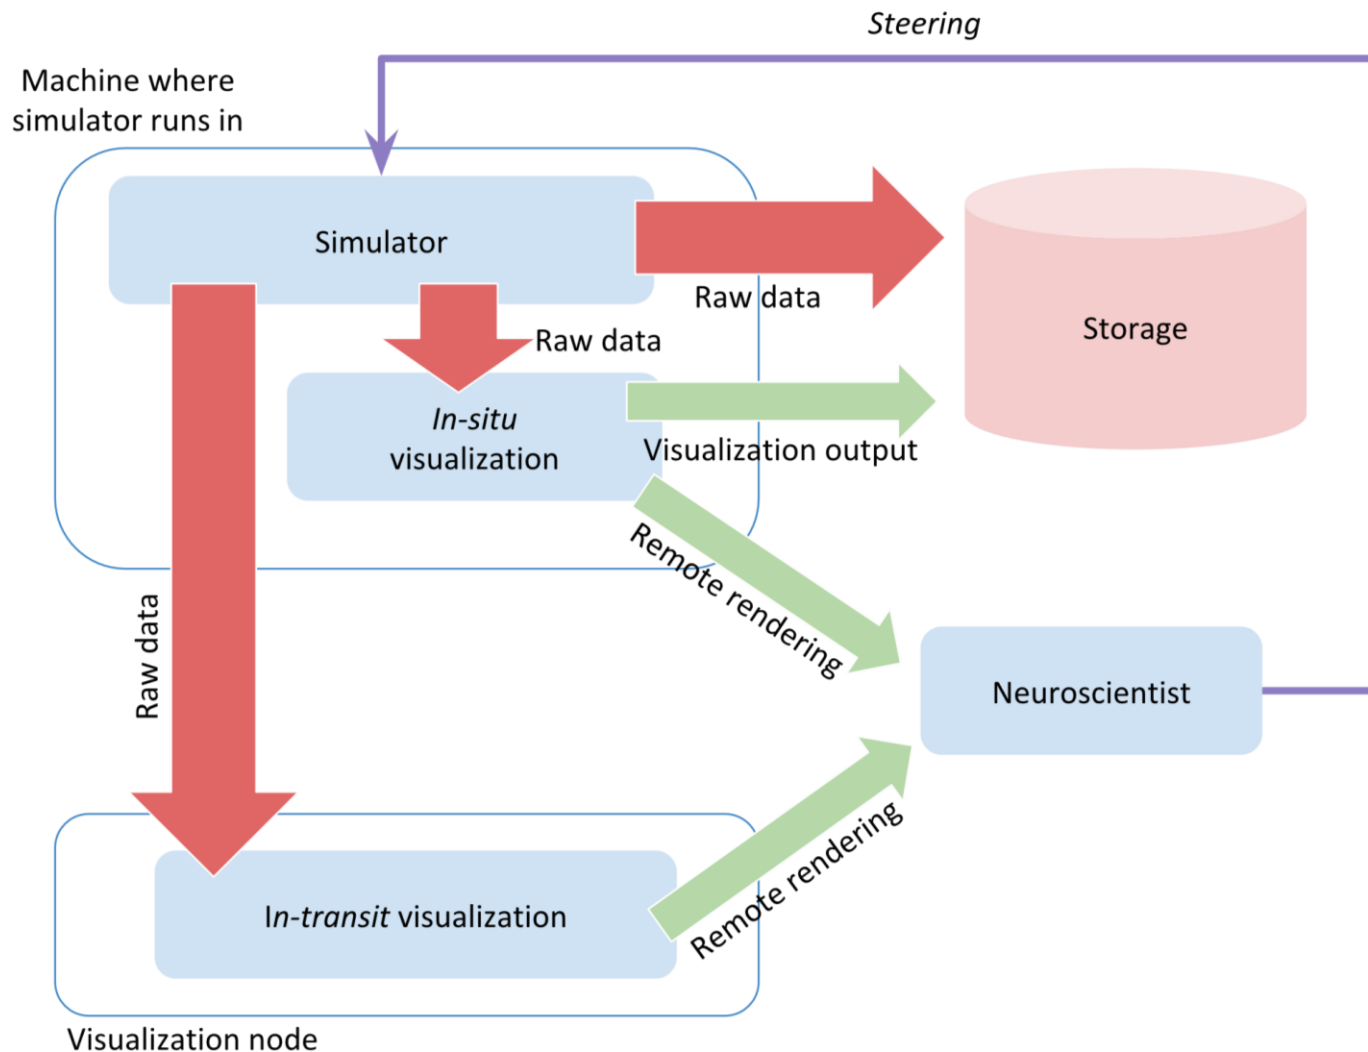 Steering
Machine where
simulator runs in
Simulator
Raw data
Raw data
Storage
In-situ
visualization
Visualization output
Remote rendering
Raw data
Neuroscientist
Remote rendering
In-transit visualization
Visualization node